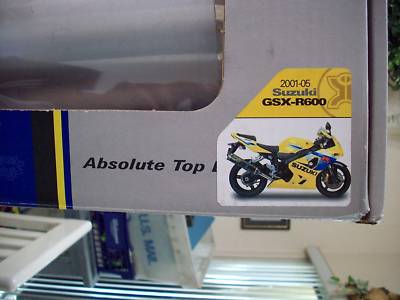 2001-05
Suzuki
GSX-R600
Absolute Top
SUZUKI
U.S. MAIL